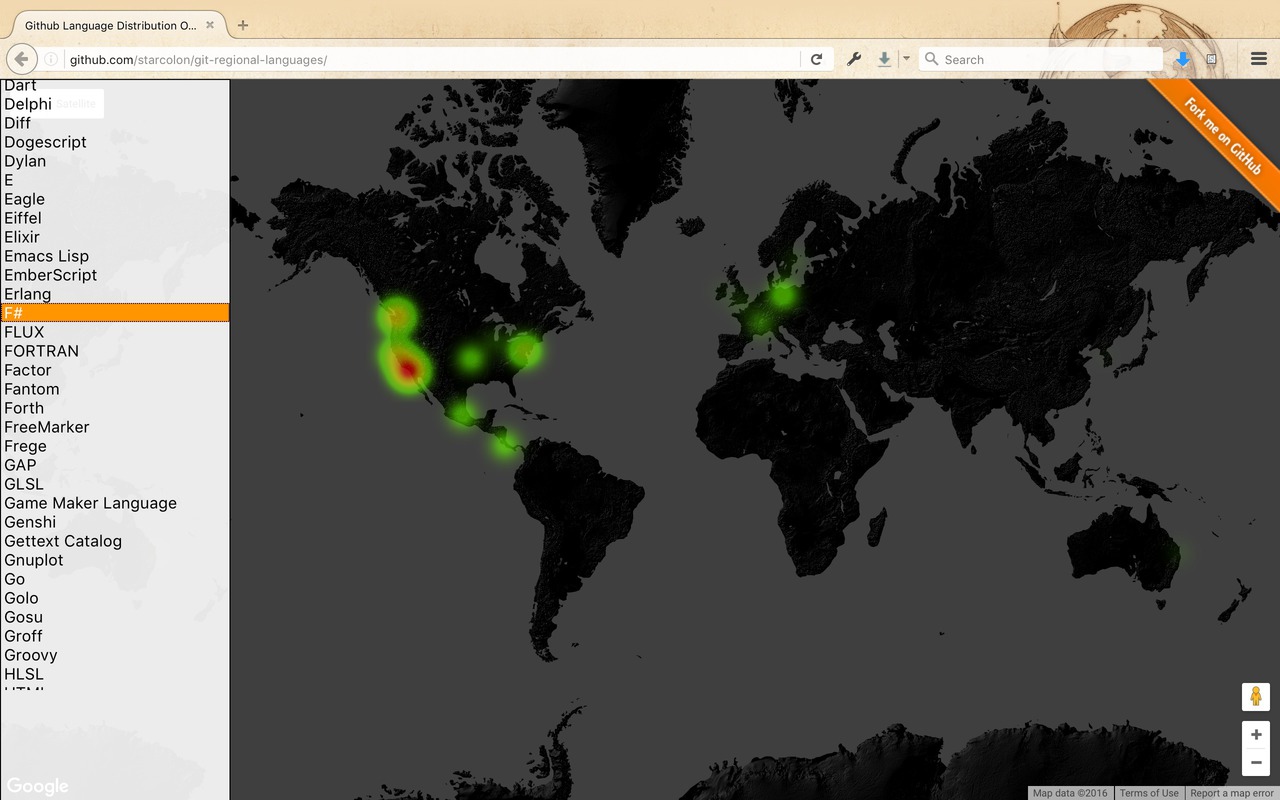 Github Language Distribution O...
github.com/starcolon/git-regional-languages/
Search
Dart
Satellite
Delphi
Diff
Dogescript
Dylan
E
Eagle
Eiffel
Elixir
Emacs Lisp
EmberScript
Erlang
F#
FLUX
FORTRAN
Factor
Fantom
Forth
FreeMarker
Frege
GAP
GLSL
Game Maker Language
Genshi
Gettext Catalog
Gnuplot
Go
Golo
Gosu
Groff
Groovy
HLSL
HTML
Fork me on GitHub
Google
Map data ©2016
Terms of Use
Report a map error